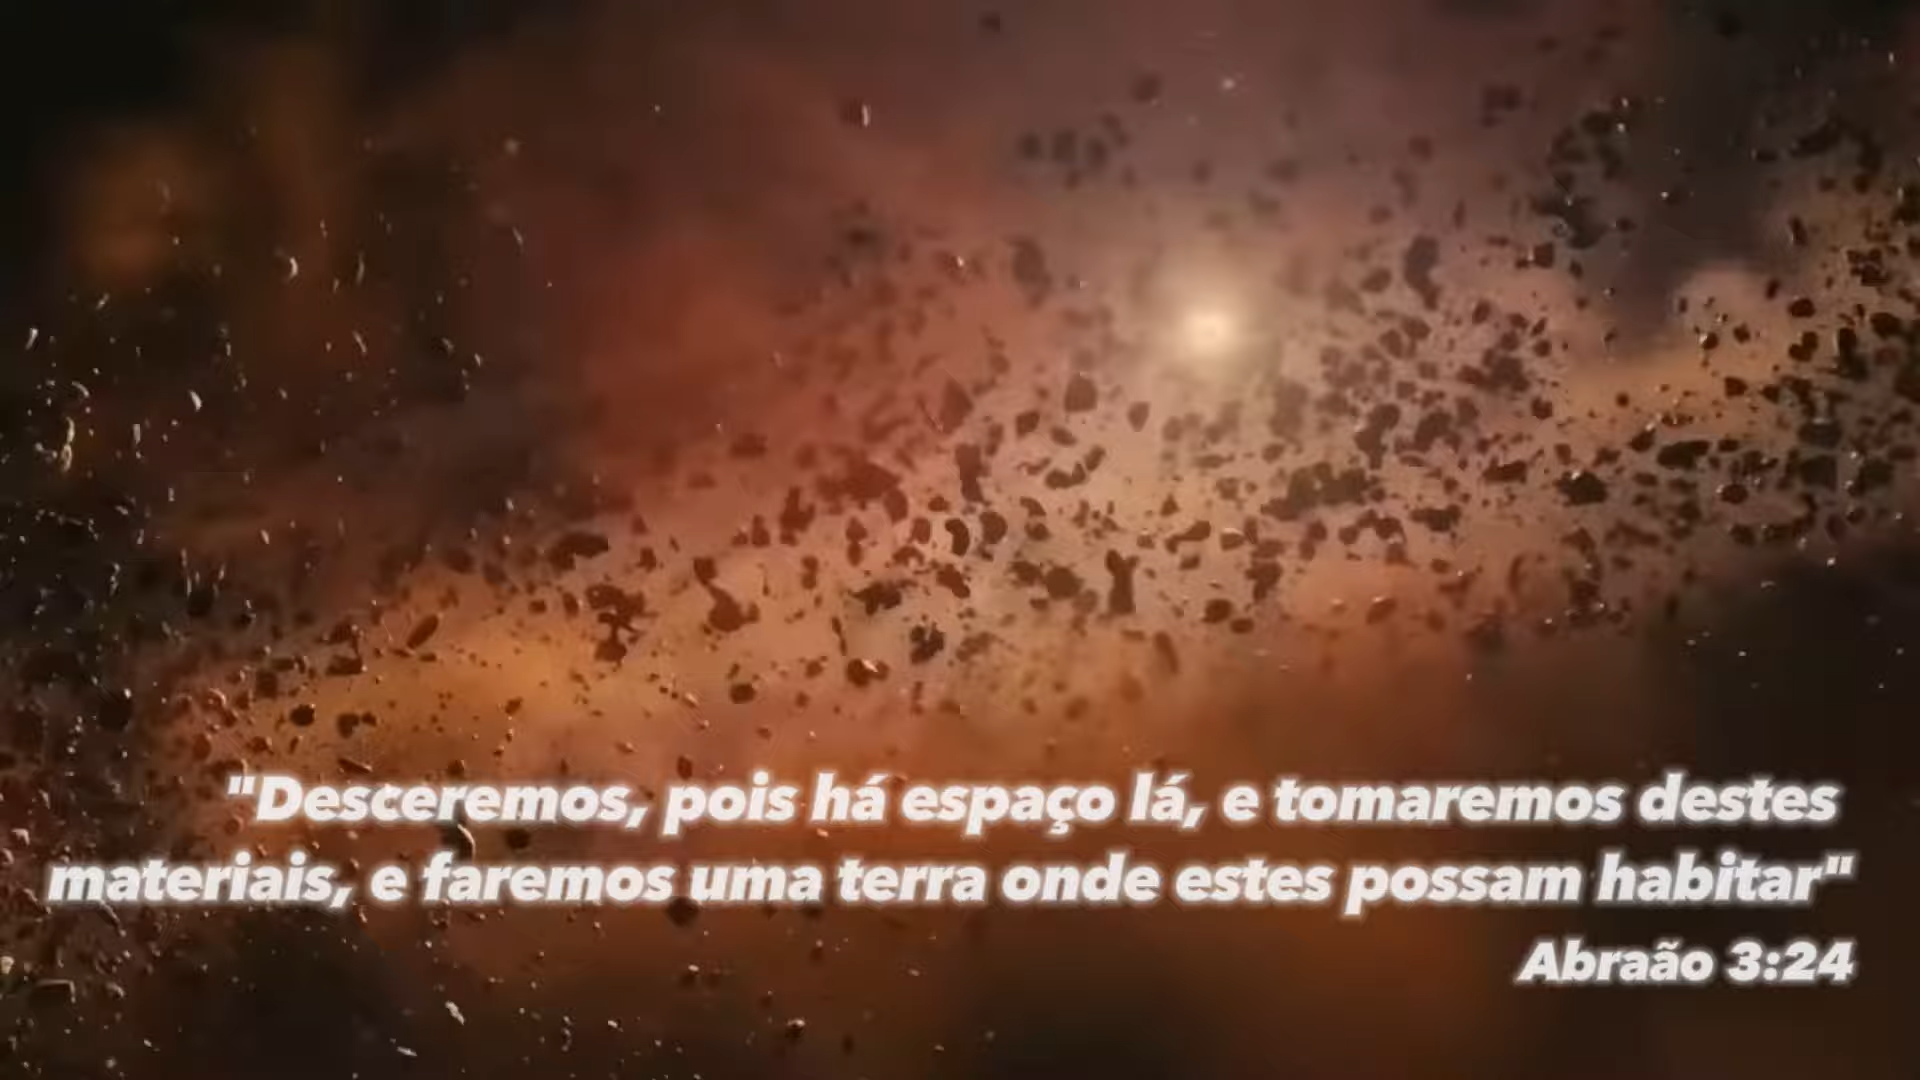 "Desceremos, pois há espaço lá, e tomaremos destes
materiais, e faremos uma terra onde estes possam habitar"
Abraão 3:24